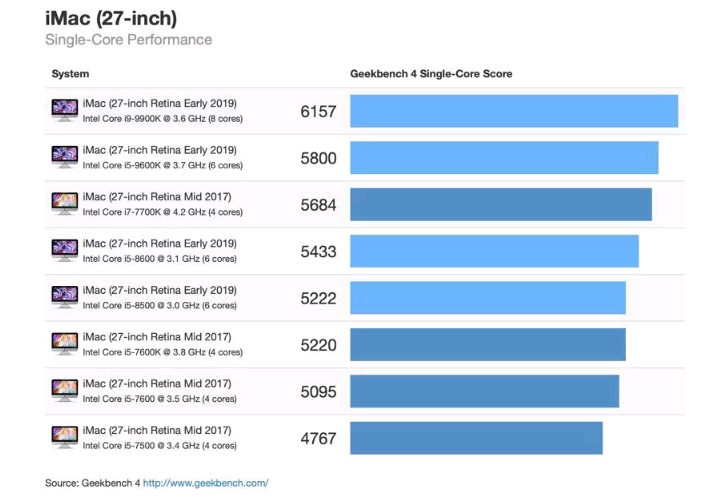 iMac (27-inch)
Single-Core Performance
System Geekbench 4 Single-Core Score
iMac (27-inch Retina Early 2019)
Intel Core i9-9900K @ 3.6 GHz (8 cores)
6157
iMac (27-inch Retina Early 2019)
Intel Core i5-9600K @ 3.7 GHz (6 cores)
5800
iMac (27-inch Retina Mid 2017)
Intel Core i7-7700K @ 4.2 GHz (4 cores)
5684
iMac (27-inch Retina Early 2019)
Intel Core i5-8600 @ 3.1 GHz (6 cores)
5433
iMac (27-inch Retina Early 2019)
Intel Core i5-8500 @ 3.0 GHz (6 cores)
5222
iMac (27-inch Retina Mid 2017)
Intel Core i5-7600K @ 3.8 GHz (4 cores)
5220
iMac (27-inch Retina Mid 2017)
Intel Core i5-7600 @ 3.5 GHz (4 cores)
5095
iMac (27-inch Retina Mid 2017)
Intel Core i5-7500 @ 3.4 GHz (4 cores)
4767
Source: Geekbench 4 http://www.geekbench.com/